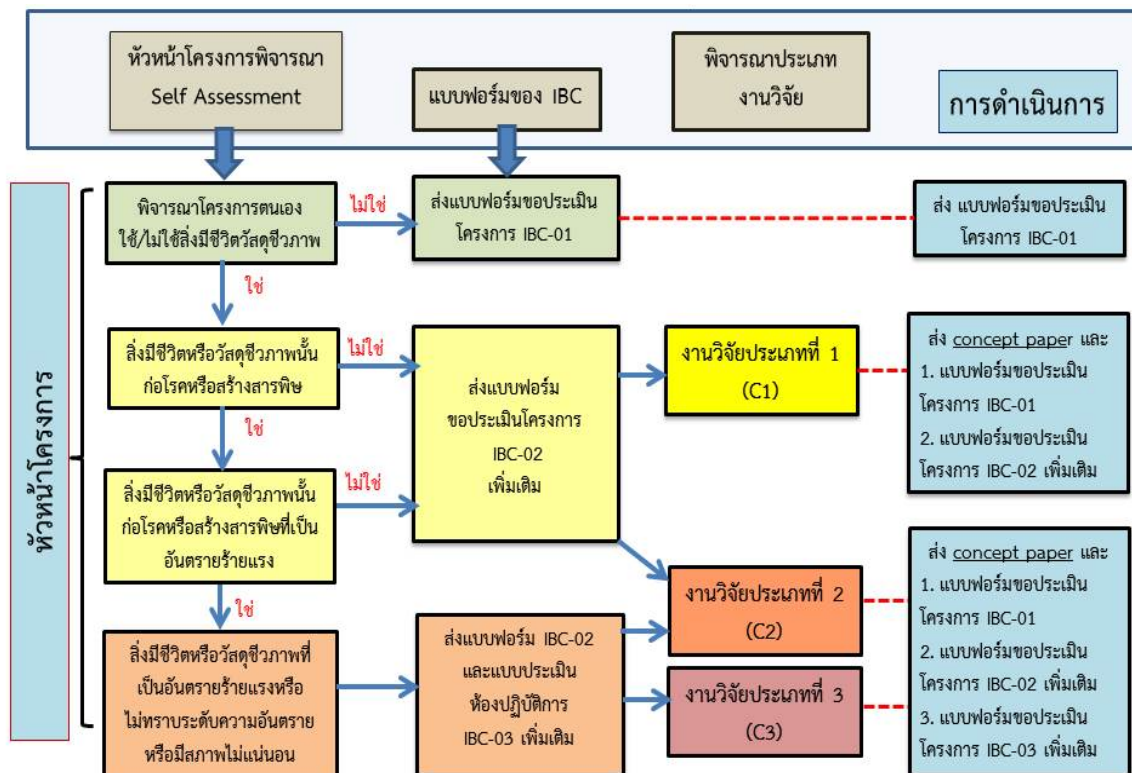 หัวหน้าโครงการพิจารณา
Self Assessment
แบบฟอร์มของ IBC
พิจารณาประเภท
งานวิจัย
การดำเนินการ
หัวหน้าโครงการ
พิจารณาโครงการตนเอง
ใช้/ไม่ใช้สิ่งมีชีวิตวัสดุชีวภาพ
ไม่ใช่
ส่งแบบฟอร์มขอประเมิน
โครงการ IBC-01
ส่ง แบบฟอร์มขอประเมิน
โครงการ IBC-01
ใช่
สิ่งมีชีวิตหรือวัสดุชีวภาพนั้น
ก่อโรคหรือสร้างสารพิษ
ไม่ใช่
ส่งแบบฟอร์ม
ขอประเมินโครงการ
IBC-02
เพิ่มเติม
งานวิจัยประเภทที่ 1
(C1)
ส่ง concept paper และ
1. แบบฟอร์มขอประเมิน
โครงการ IBC-01
2. แบบฟอร์มขอประเมิน
โครงการ IBC-02 เพิ่มเติม
ใช่
สิ่งมีชีวิตหรือวัสดุชีวภาพนั้น
ก่อโรคหรือสร้างสารพิษที่เป็น
อันตรายร้ายแรง
ไม่ใช่
ใช่
สิ่งมีชีวิตหรือวัสดุชีวภาพที่
เป็นอันตรายร้ายแรงหรือ
ไม่ทราบระดับความอันตราย
หรือมีสภาพไม่แน่นอน
ส่งแบบฟอร์ม IBC-02
และแบบประเมิน
ห้องปฏิบัติการ
IBC-03 เพิ่มเติม
งานวิจัยประเภทที่ 2
(C2)
งานวิจัยประเภทที่ 3
(C3)
ส่ง concept paper และ
1. แบบฟอร์มขอประเมิน
โครงการ IBC-01
2. แบบฟอร์มขอประเมิน
โครงการ IBC-02 เพิ่มเติม
3. แบบฟอร์มขอประเมิน
โครงการ IBC-03 เพิ่มเติม